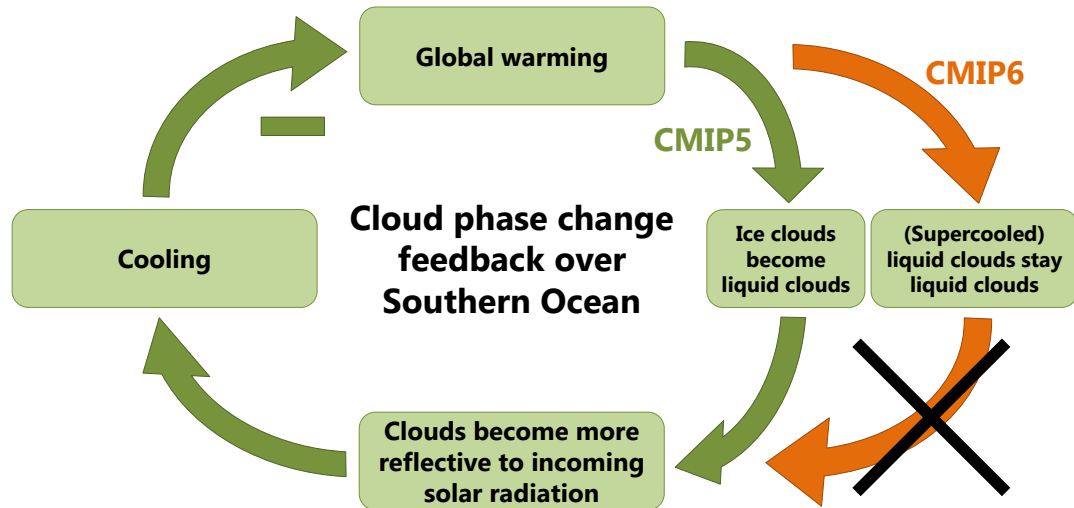 Global warming
CMIP6
CMIP5
Cloud phase change
feedback over
Southern Ocean
Cooling
Ice clouds
become
liquid clouds
(Supercooled)
liquid clouds stay
liquid clouds
Clouds become more
reflective to incoming
solar radiation